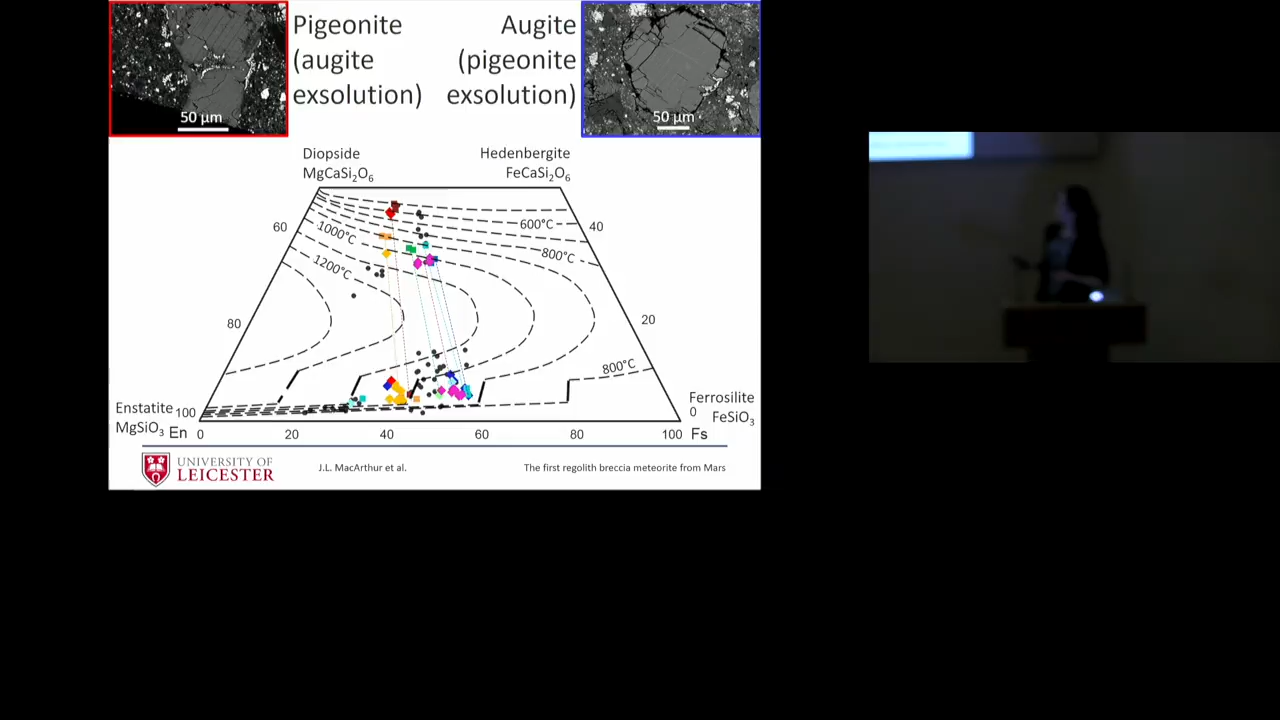 Pigeonite
(augite
exsolution)
Augite
(pigeonite
exsolution)
50 µm
50 µm
Diopside
MgCaSi₂O₆
Hedenbergite
FeCaSi₂O₆
60
1000°C
600°C
40
800°C
1200°C
80
20
800°C
Enstatite 100
MgSiO₃ En
0
20
40
60
80
100 Fs
Ferrosilite
0
FeSiO₃
UNIVERSITY OF
LEICESTER
J.L. MacArthur et al.
The first regolith breccia meteorite from Mars